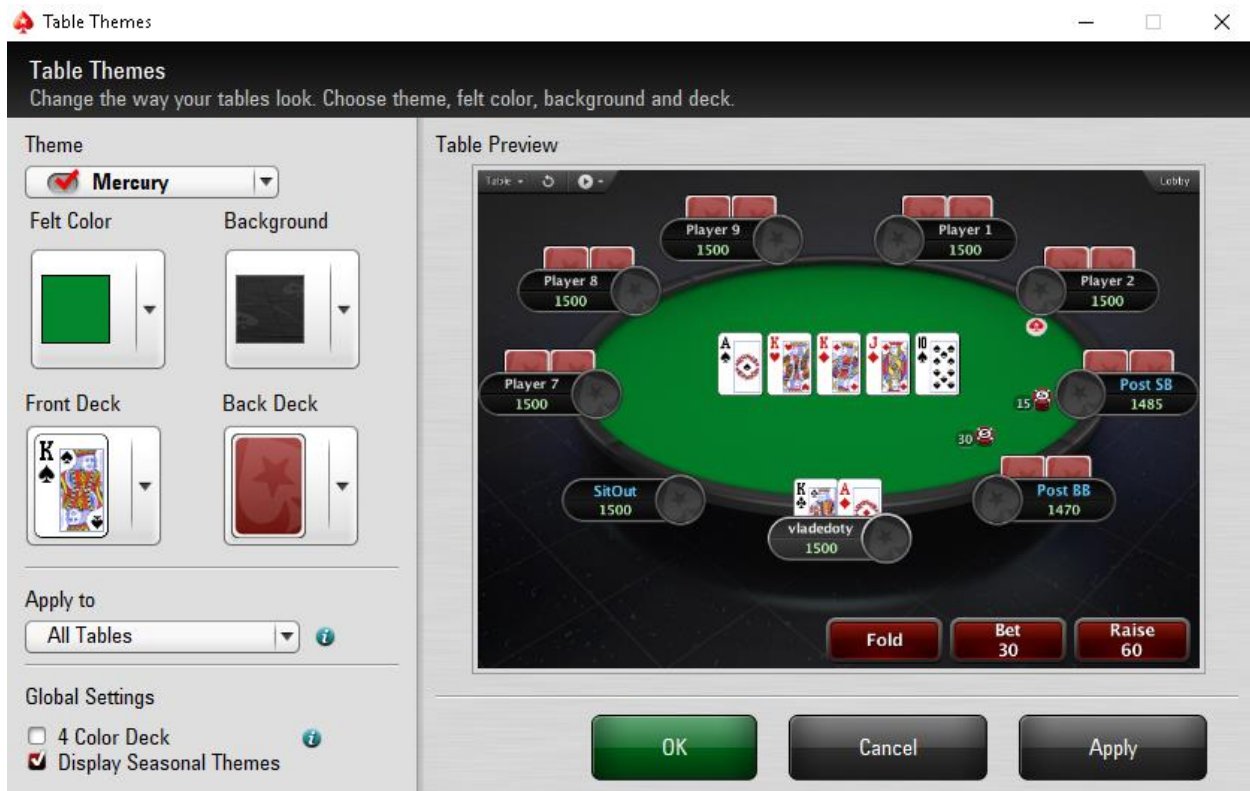 Table Themes
Table Themes
Change the way your tables look. Choose theme, felt color, background and deck.
Theme
Mercury
Felt Color
Background
Front Deck
Back Deck
K
Apply to
All Tables
i
Global Settings
4 Color Deck
i
Display Seasonal Themes
Table Preview
Table
Lobby
Player 9
1500
Player 1
1500
Player 8
1500
Player 2
1500
A K K J 10
Player 7
1500
15
Post SB
1485
30
SitOut
1500
K A
vladedoty
1500
Post BB
1470
Fold
Bet
30
Raise
60
OK
Cancel
Apply